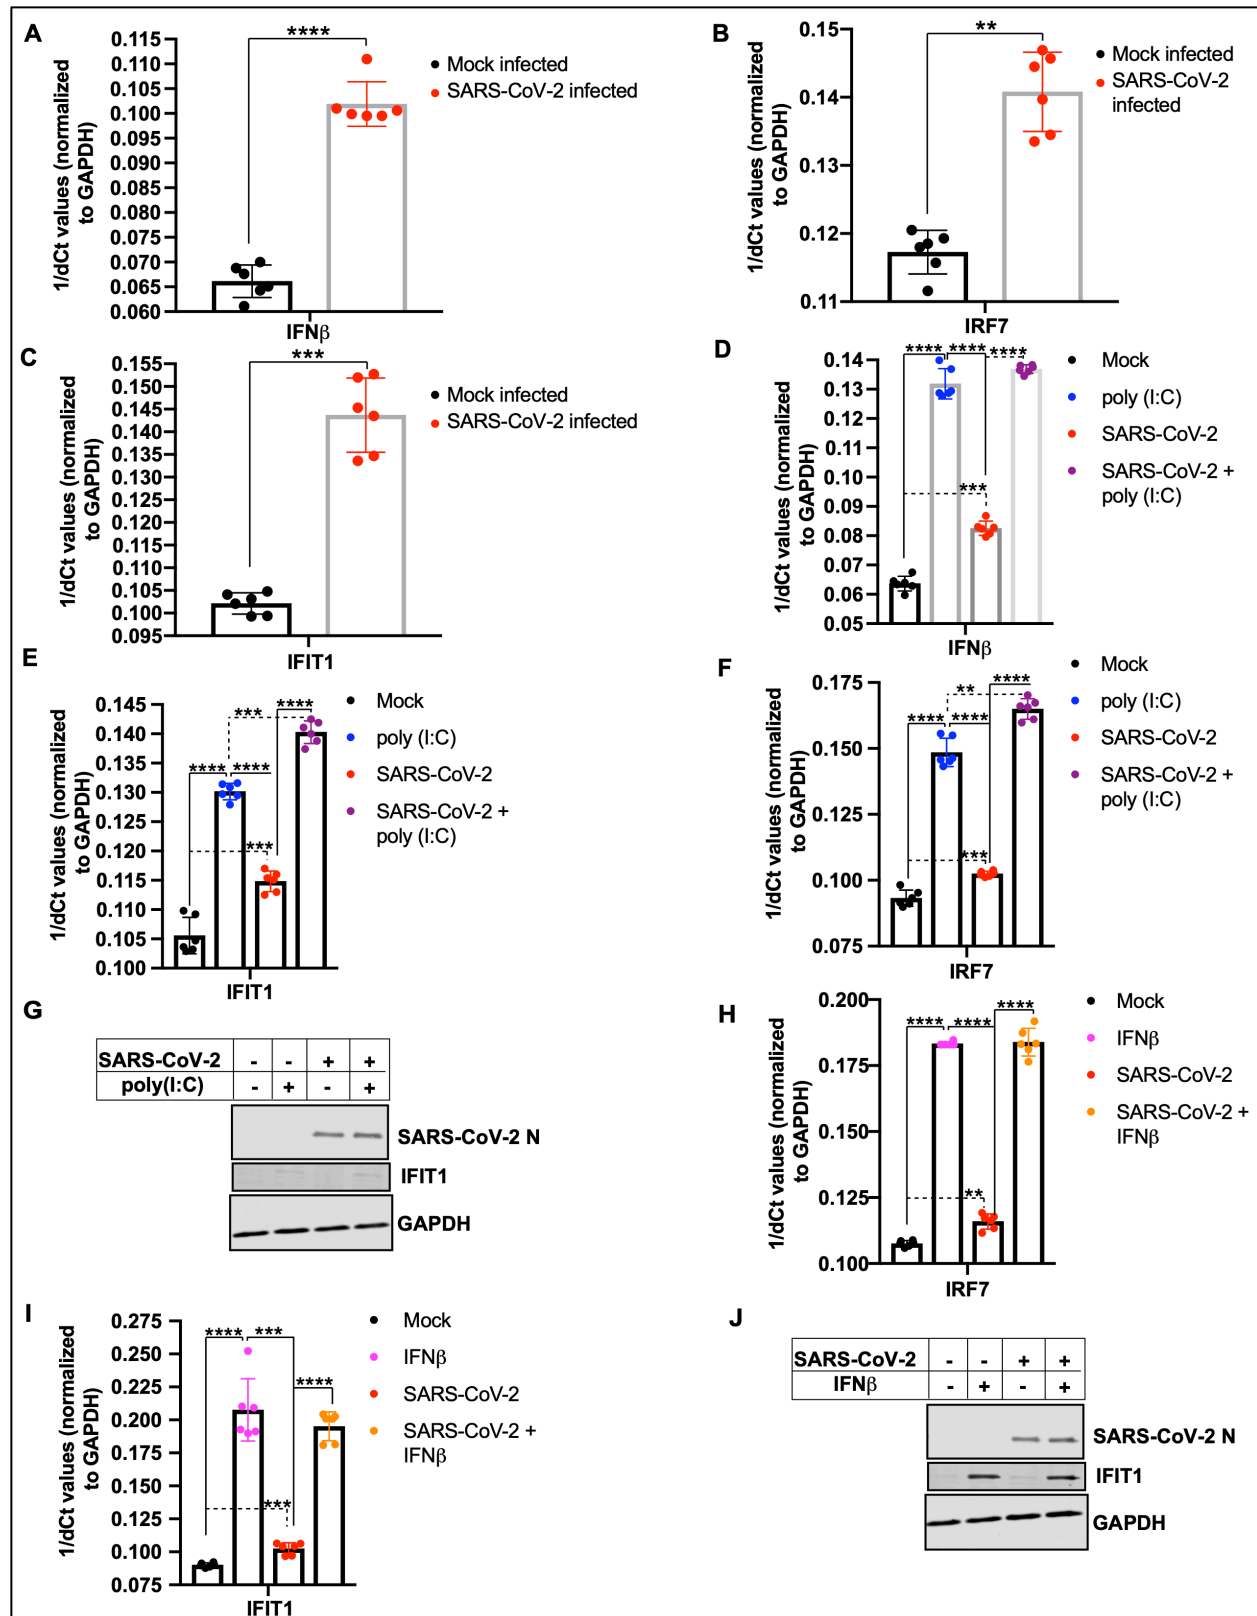 A
1/dCt values (normalized
to GAPDH)
0.115
0.110
0.105
0.100
0.095
0.090
0.085
0.080
0.075
0.070
0.065
0.060
****
IFNβ
Mock infected
SARS-CoV-2 infected
B
1/dCt values (normalized
to GAPDH)
0.15
0.14
0.13
0.12
0.11
**
IRF7
Mock infected
SARS-CoV-2
infected
C
1/dCt values (normalized
to GAPDH)
0.155
0.150
0.145
0.140
0.135
0.130
0.125
0.120
0.115
0.110
0.105
0.100
0.095
***
IFIT1
Mock infected
SARS-CoV-2 infected
D
1/dCt values (normalized
to GAPDH)
0.14
0.13
0.12
0.11
0.10
0.09
0.08
0.07
0.06
0.05
**** **** ****
***
IFNβ
Mock
poly (I:C)
SARS-CoV-2
SARS-CoV-2 +
poly (I:C)
E
1/dCt values (normalized
to GAPDH)
0.145
0.140
0.135
0.130
0.125
0.120
0.115
0.110
0.105
0.100
****
***
**** ****
***
IFIT1
Mock
poly (I:C)
SARS-CoV-2
SARS-CoV-2 +
poly (I:C)
F
1/dCt values (normalized
to GAPDH)
0.175
0.150
0.125
0.100
0.075
****
**
**** ****
***
IRF7
Mock
poly (I:C)
SARS-CoV-2
SARS-CoV-2 +
poly (I:C)
G
SARS-CoV-2 - - + +
poly(I:C) - + - +
SARS-CoV-2 N
IFIT1
GAPDH
H
1/dCt values (normalized
to GAPDH)
0.200
0.175
0.150
0.125
0.100
****
**** ****
**
IRF7
Mock
IFNβ
SARS-CoV-2
SARS-CoV-2 +
IFNβ
I
1/dCt values (normalized
to GAPDH)
0.275
0.250
0.225
0.200
0.175
0.150
0.125
0.100
0.075
**** ***
****
***
IFIT1
Mock
IFNβ
SARS-CoV-2
SARS-CoV-2 +
IFNβ
J
SARS-CoV-2 - - + +
IFNβ - + - +
SARS-CoV-2 N
IFIT1
GAPDH